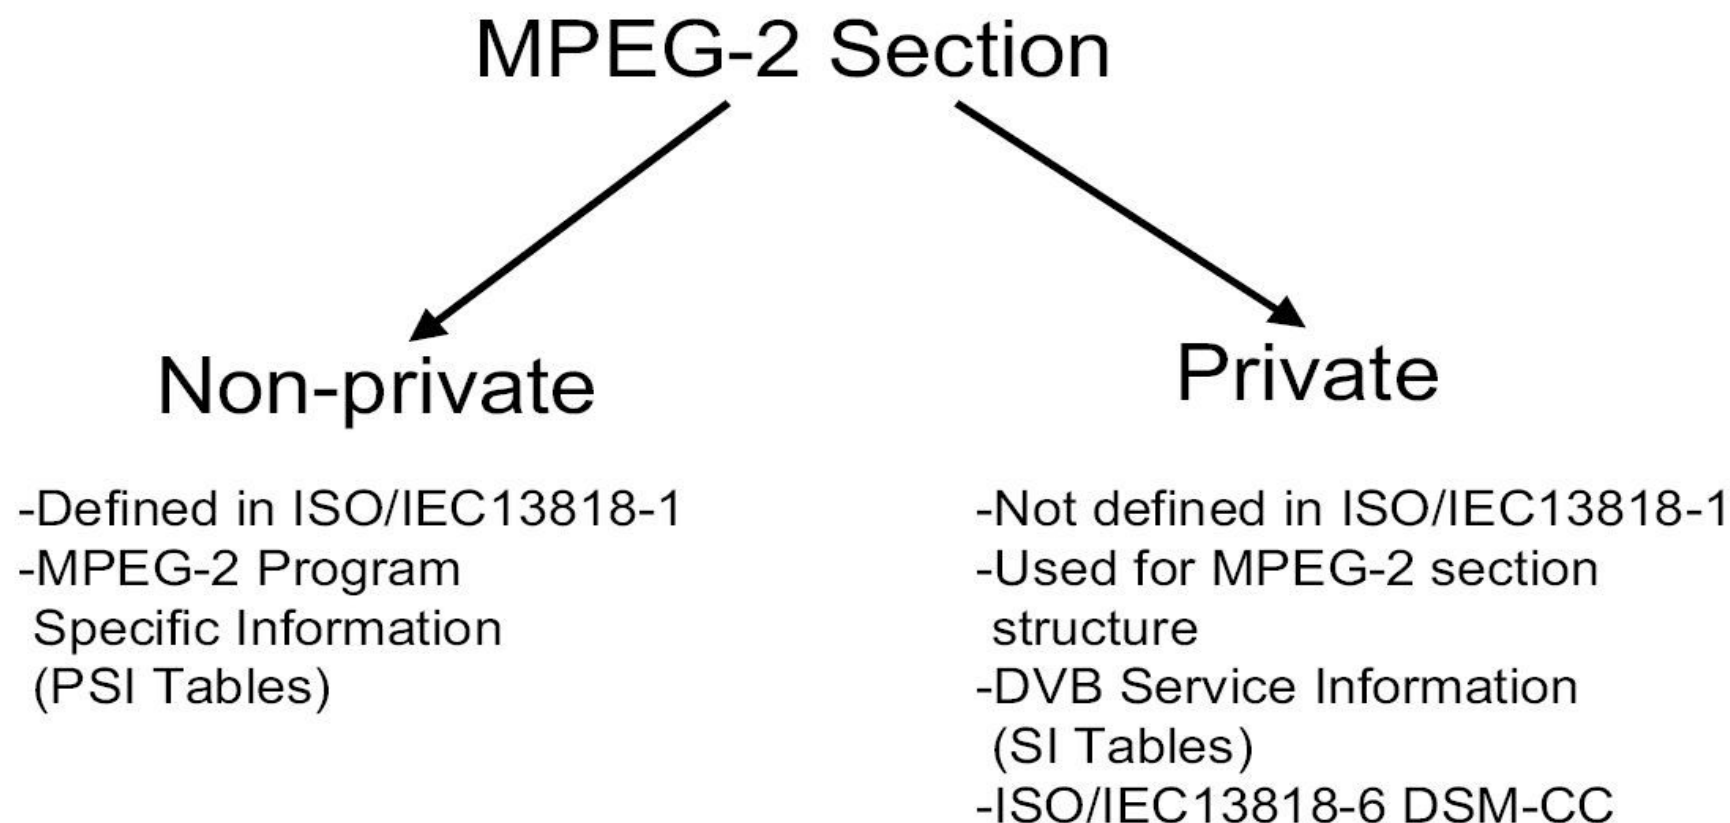 MPEG-2 Section
Non-private
-Defined in ISO/IEC13818-1
-MPEG-2 Program
Specific Information
(PSI Tables)
Private
-Not defined in ISO/IEC13818-1
-Used for MPEG-2 section
structure
-DVB Service Information
(SI Tables)
-ISO/IEC13818-6 DSM-CC